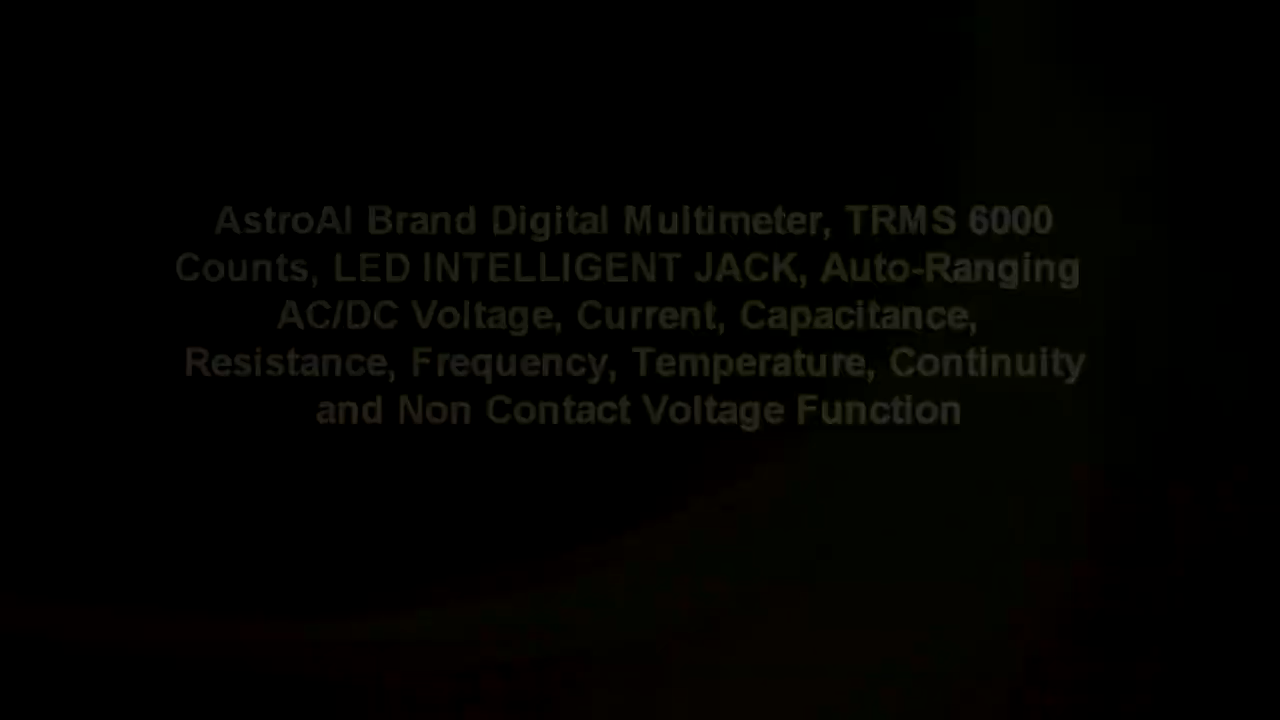 AstroAI Brand Digital Multimeter, TRMS 6000
Counts, LED INTELLIGENT JACK, Auto-Ranging
AC/DC Voltage, Current, Capacitance,
Resistance, Frequency, Temperature, Continuity
and Non Contact Voltage Function